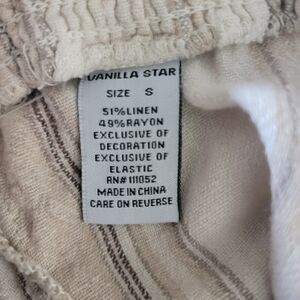 VANILLA STAR
SIZE S
51% LINEN
49% RAYON
EXCLUSIVE OF
DECORATION
EXCLUSIVE OF
ELASTIC
RN# 111052
MADE IN CHINA
CARE ON REVERSE